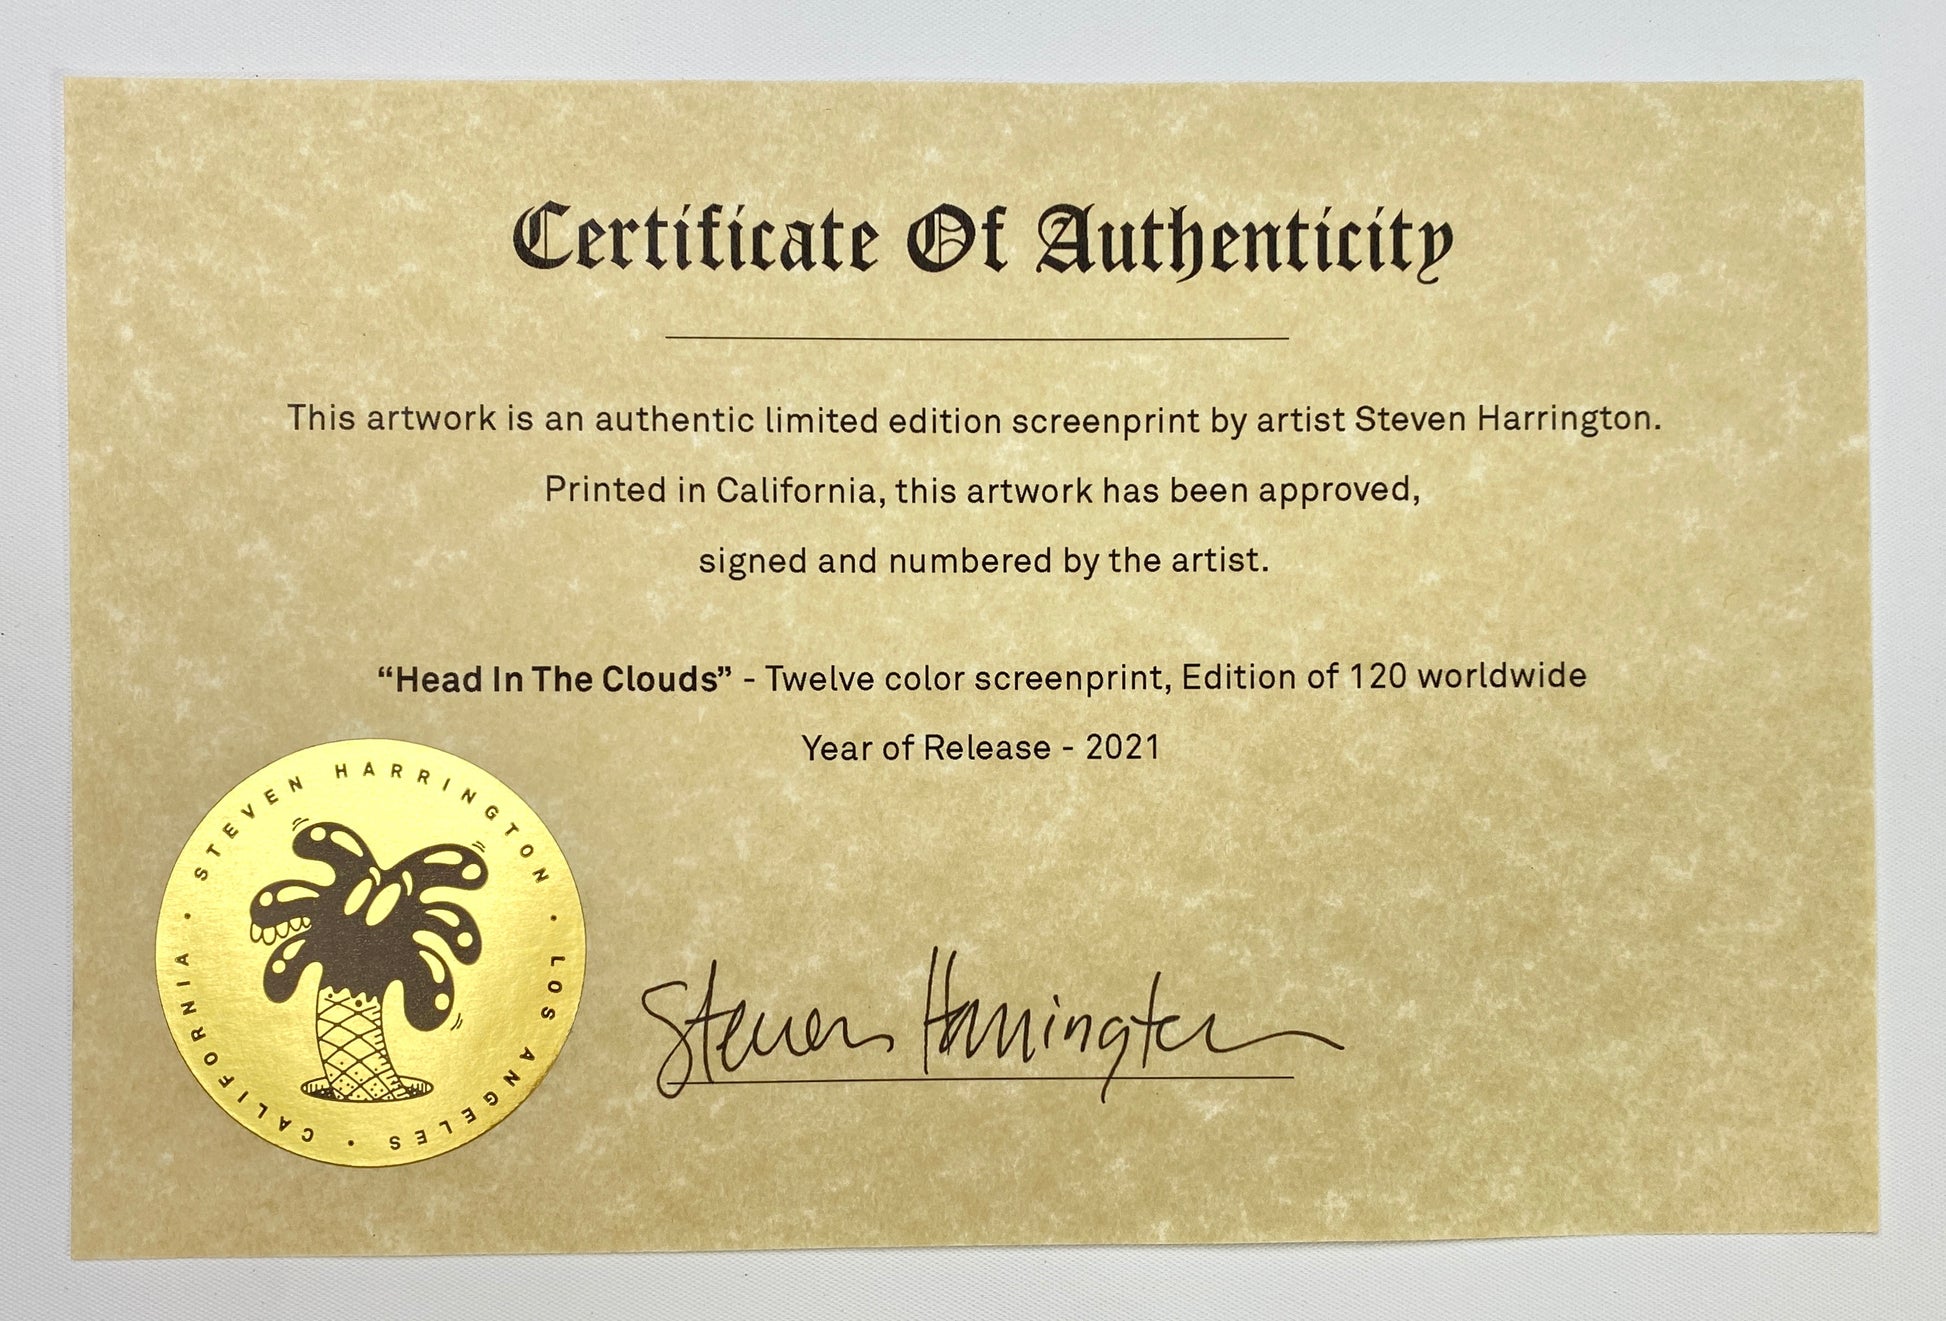 Certificate Of Authenticity
This artwork is an authentic limited edition screenprint by artist Steven Harrington.
Printed in California, this artwork has been approved,
signed and numbered by the artist.
“Head In The Clouds” - Twelve color screenprint, Edition of 120 worldwide
Year of Release - 2021
STEVEN HARRINGTON • LOS ANGELES • CALIFORNIA •
Steven Harrington